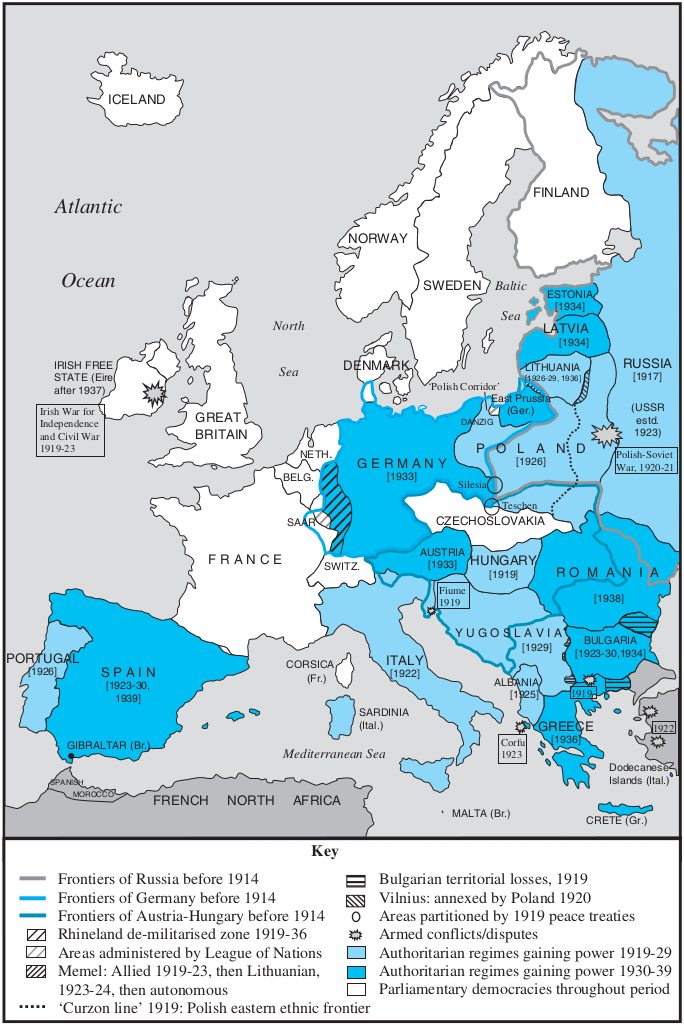 ICELAND
Atlantic
Ocean
FINLAND
NORWAY
SWEDEN
Baltic
Sea
ESTONIA
[1934]
LATVIA
[1934]
North
Sea
DENMARK
LITHUANIA
[1926-29, 1936]
RUSSIA
[1917]
(USSR
estd.
1923)
IRISH FREE
STATE (Eire
after 1937)
Irish War for
Independence
and Civil War
1919-23
GREAT
BRITAIN
'Polish Corridor'
East Prussia
(Ger.)
DANZIG
NETH.
BELG.
GERMANY
[1933]
POLAND
[1926]
Polish-Soviet
War, 1920-21
Silesia
Teschen
SAAR
CZECHOSLOVAKIA
FRANCE
SWITZ.
AUSTRIA
[1933]
HUNGARY
[1919]
ROMANIA
[1938]
Fiume
1919
YUGOSLAVIA
[1929]
BULGARIA
[1923-30,1934]
PORTUGAL
[1926]
SPAIN
[1923-30,
1939]
CORSICA
(Fr.)
ITALY
[1922]
ALBANIA
[1925]
1919
SARDINIA
(Ital.)
GREECE
[1936]
1922
Corfu
1923
GIBRALTAR (Br.)
Mediterranean Sea
Dodecanese
Islands (Ital.)
SPANISH
MOROCCO
FRENCH NORTH AFRICA
MALTA (Br.)
CRETE (Gr.)
Key
Frontiers of Russia before 1914
Frontiers of Germany before 1914
Frontiers of Austria-Hungary before 1914
Rhineland de-militarised zone 1919-36
Areas administered by League of Nations
Memel: Allied 1919-23, then Lithuanian,
1923-24, then autonomous
'Curzon line' 1919: Polish eastern ethnic frontier
Bulgarian territorial losses, 1919
Vilnius: annexed by Poland 1920
Areas partitioned by 1919 peace treaties
Armed conflicts/disputes
Authoritarian regimes gaining power 1919-29
Authoritarian regimes gaining power 1930-39
Parliamentary democracies throughout period